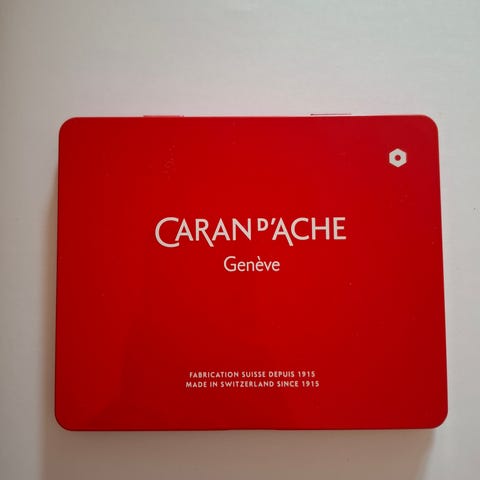 CARAN D'ACHE
Genève
FABRICATION SUISSE DEPUIS 1915
MADE IN SWITZERLAND SINCE 1915